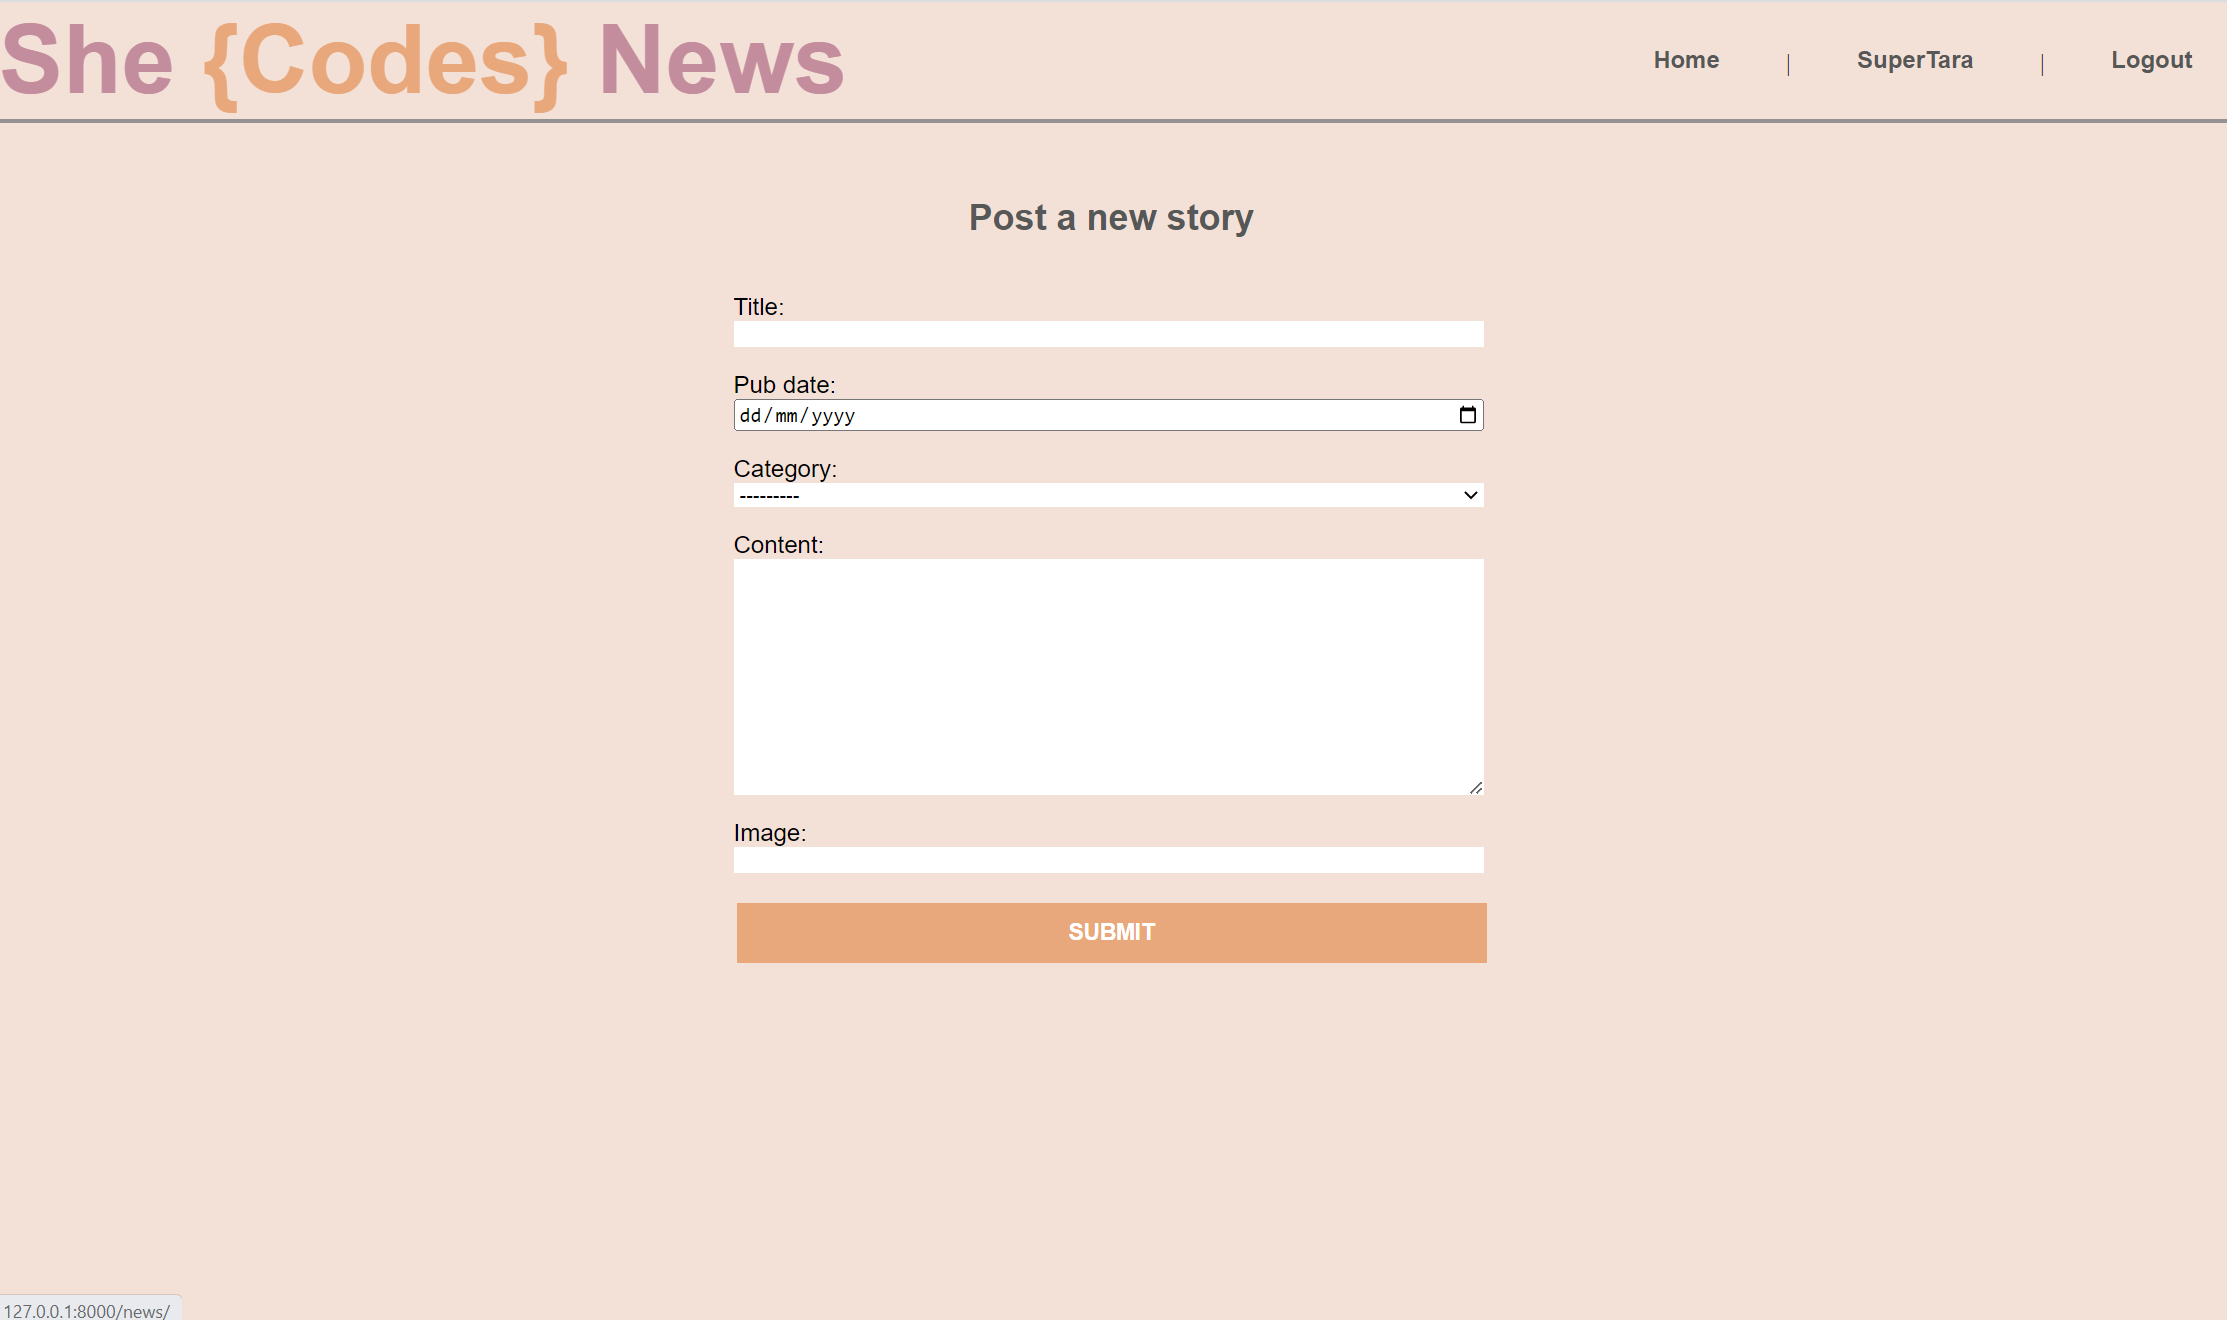 She {Codes} News
Home | SuperTara | Logout
Post a new story
Title:
Pub date:
dd/mm/yyyy
Category:
---------
Content:
Image:
SUBMIT
127.0.0.1:8000/news/